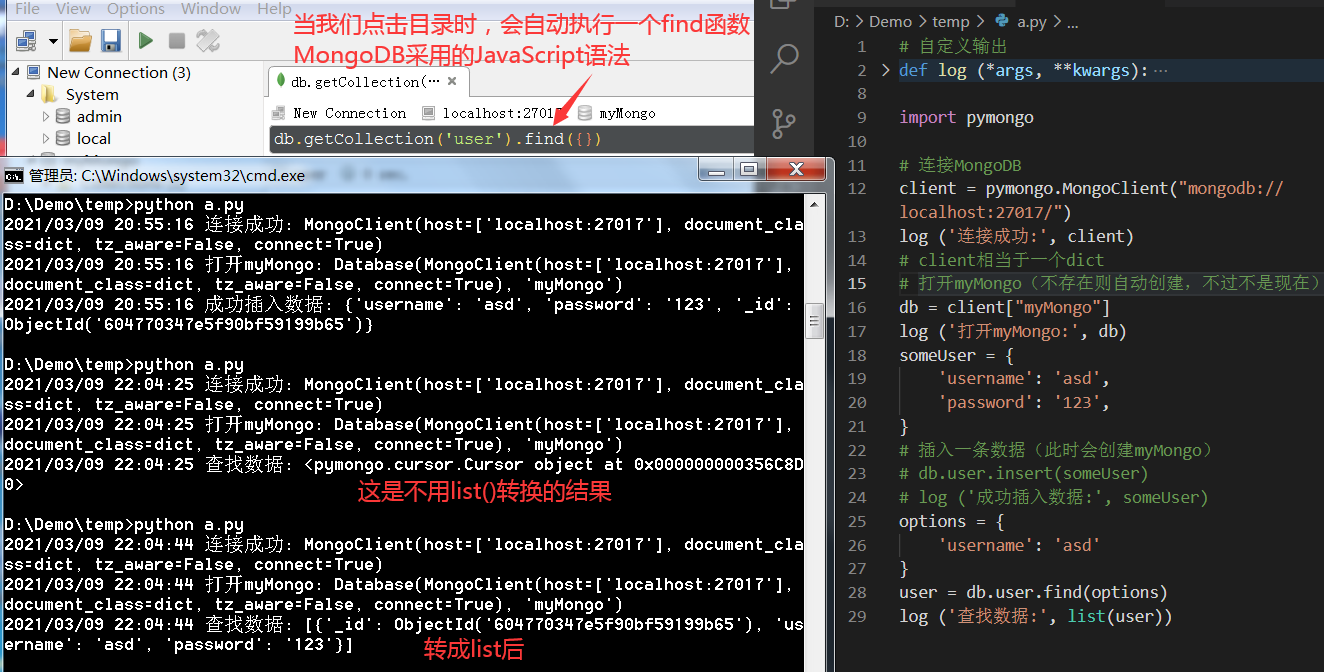 File View Options Window Help
当我们点击目录时，会自动执行一个find函数
MongoDB采用的JavaScript语法
New Connection (3)
System
admin
local
db.getCollection(…
New Connection localhost:27017 myMongo
db.getCollection('user').find({})
管理员: C:\Windows\system32\cmd.exe
D:\Demo\temp>python a.py
2021/03/09 20:55:16 连接成功: MongoClient(host=['localhost:27017'], document_cla
ss=dict, tz_aware=False, connect=True)
2021/03/09 20:55:16 打开myMongo: Database(MongoClient(host=['localhost:27017'],
document_class=dict, tz_aware=False, connect=True), 'myMongo')
2021/03/09 20:55:16 成功插入数据: {'username': 'asd', 'password': '123', '_id':
ObjectId('604770347e5f90bf59199b65')}
D:\Demo\temp>python a.py
2021/03/09 22:04:25 连接成功: MongoClient(host=['localhost:27017'], document_cla
ss=dict, tz_aware=False, connect=True)
2021/03/09 22:04:25 打开myMongo: Database(MongoClient(host=['localhost:27017'],
document_class=dict, tz_aware=False, connect=True), 'myMongo')
2021/03/09 22:04:25 查找数据: <pymongo.cursor.Cursor object at 0x000000000356C8D
0>
这是不用list()转换的结果
D:\Demo\temp>python a.py
2021/03/09 22:04:44 连接成功: MongoClient(host=['localhost:27017'], document_cla
ss=dict, tz_aware=False, connect=True)
2021/03/09 22:04:44 打开myMongo: Database(MongoClient(host=['localhost:27017'],
document_class=dict, tz_aware=False, connect=True), 'myMongo')
2021/03/09 22:04:44 查找数据: [{'_id': ObjectId('604770347e5f90bf59199b65'), 'us
ername': 'asd', 'password': '123'}]
转成list后
D: > Demo > temp > a.py > ...
1 # 自定义输出
2 > def log (*args, **kwargs): ⋯
8
9 import pymongo
10
11 # 连接MongoDB
12 client = pymongo.MongoClient("mongodb://
localhost:27017/")
13 log ('连接成功:', client)
14 # client相当于一个dict
15 # 打开myMongo（不存在则自动创建，不过不是现在）
16 db = client["myMongo"]
17 log ('打开myMongo:', db)
18 someUser = {
19 'username': 'asd',
20 'password': '123',
21 }
22 # 插入一条数据（此时会创建myMongo）
23 # db.user.insert(someUser)
24 # log ('成功插入数据:', someUser)
25 options = {
26 'username': 'asd'
27 }
28 user = db.user.find(options)
29 log ('查找数据:', list(user))